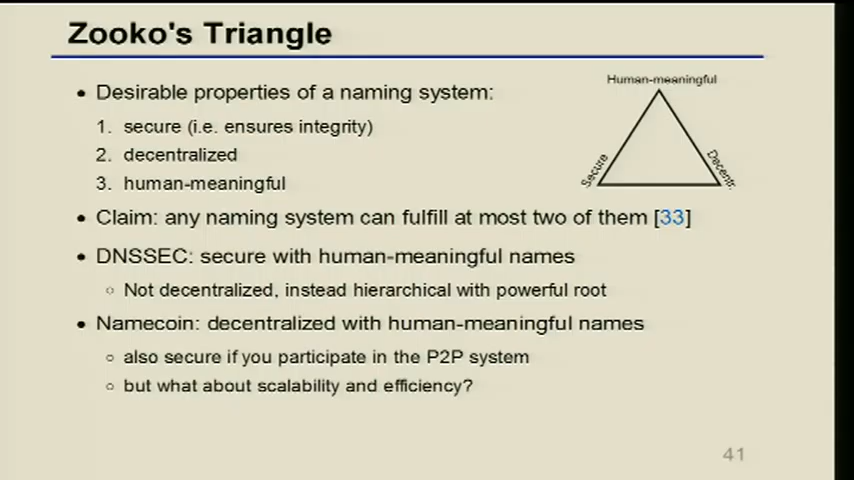 Zooko's Triangle
• Desirable properties of a naming system:
1. secure (i.e. ensures integrity)
2. decentralized
3. human-meaningful
Human-meaningful
Secure
Decentr.
• Claim: any naming system can fulfill at most two of them [33]
• DNSSEC: secure with human-meaningful names
○ Not decentralized, instead hierarchical with powerful root
• Namecoin: decentralized with human-meaningful names
○ also secure if you participate in the P2P system
○ but what about scalability and efficiency?
41